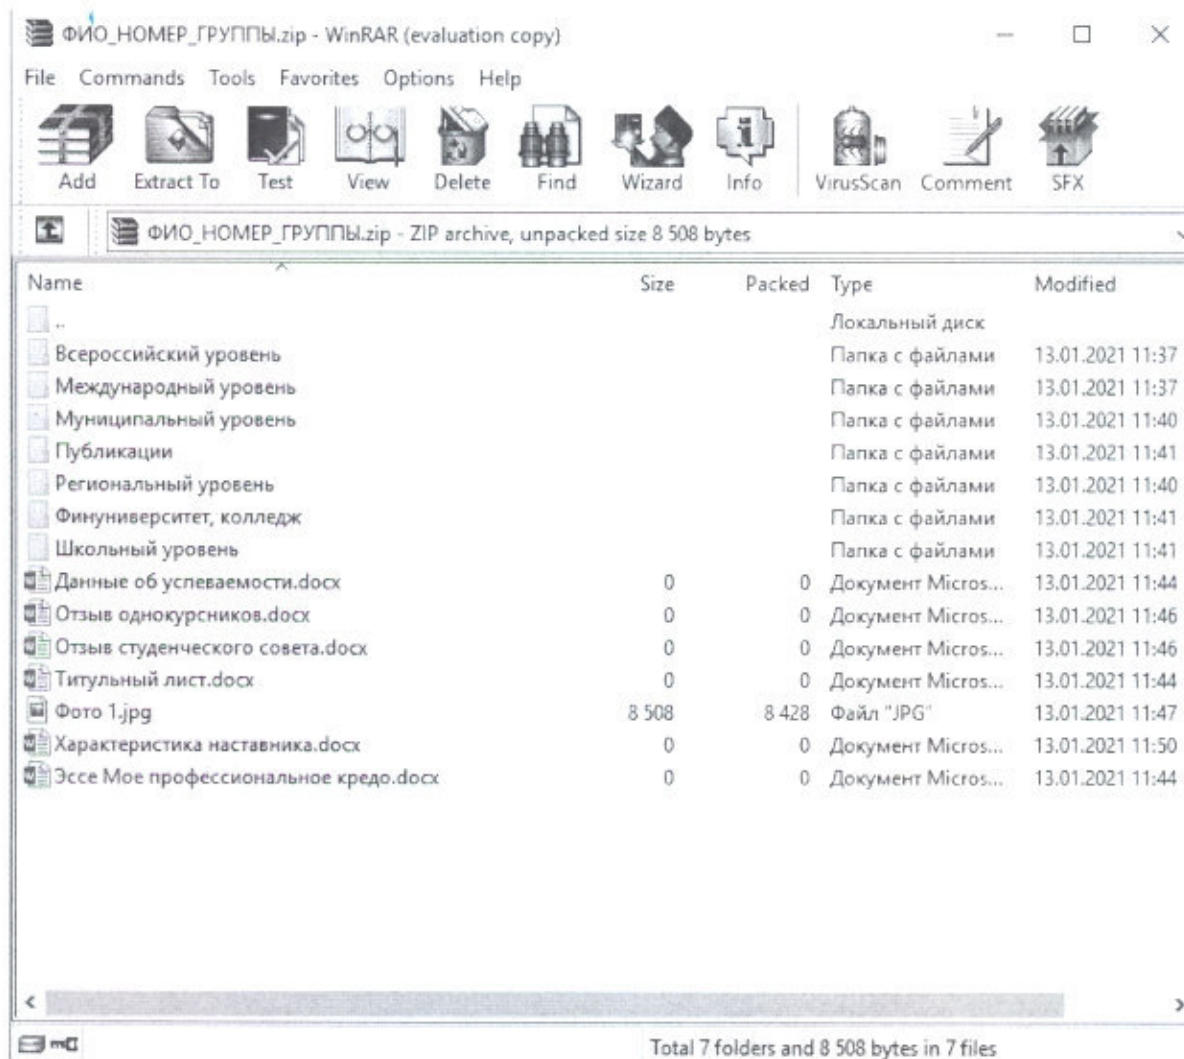 ФИО_НОМЕР_ГРУППЫ.zip - WinRAR (evaluation copy)
File Commands Tools Favorites Options Help
Add Extract To Test View Delete Find Wizard Info VirusScan Comment SFX
ФИО_НОМЕР_ГРУППЫ.zip - ZIP archive, unpacked size 8 508 bytes
Name Size Packed Type Modified
.. Локальный диск
Всероссийский уровень Папка с файлами 13.01.2021 11:37
Международный уровень Папка с файлами 13.01.2021 11:37
Муниципальный уровень Папка с файлами 13.01.2021 11:40
Публикации Папка с файлами 13.01.2021 11:41
Региональный уровень Папка с файлами 13.01.2021 11:40
Финуниверситет, колледж Папка с файлами 13.01.2021 11:41
Школьный уровень Папка с файлами 13.01.2021 11:41
Данные об успеваемости.docx 0 0 Документ Micros... 13.01.2021 11:44
Отзыв однокурсников.docx 0 0 Документ Micros... 13.01.2021 11:46
Отзыв студенческого совета.docx 0 0 Документ Micros... 13.01.2021 11:46
Титульный лист.docx 0 0 Документ Micros... 13.01.2021 11:44
Фото 1.jpg 8 508 8 428 Файл "JPG" 13.01.2021 11:47
Характеристика наставника.docx 0 0 Документ Micros... 13.01.2021 11:50
Эссе Мое профессиональное кредо.docx 0 0 Документ Micros... 13.01.2021 11:44
Total 7 folders and 8 508 bytes in 7 files